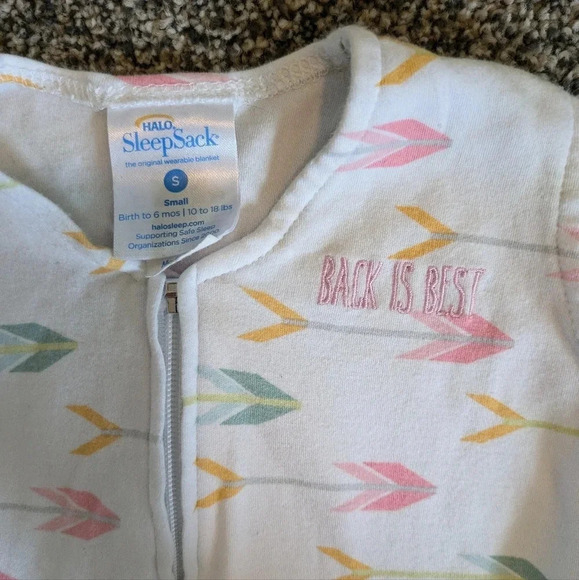 HALO
SleepSack
the original wearable blanket
S
Small
Birth to 6 mos | 10 to 18 lbs
halosleep.com
Supporting Safe Sleep
Organizations Since
BACK IS BEST